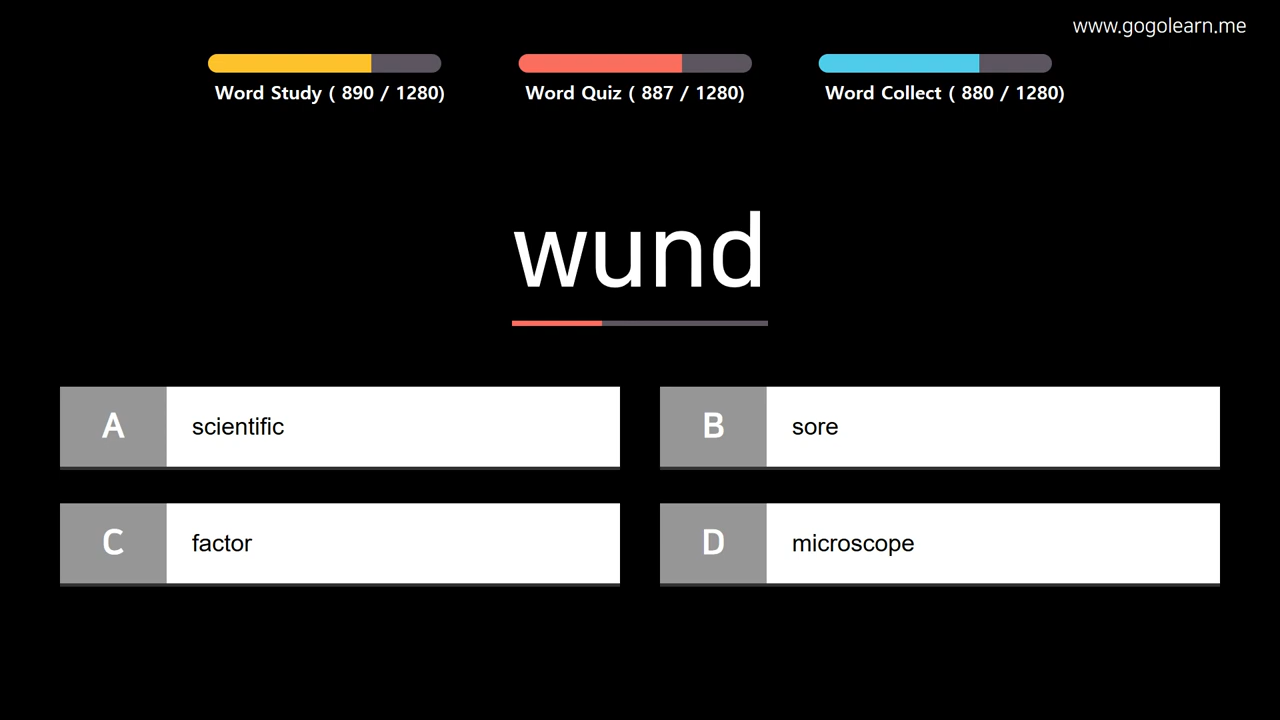 www.gogolearn.me
Word Study ( 890 / 1280)
Word Quiz ( 887 / 1280)
Word Collect ( 880 / 1280)
wund
A scientific
B sore
C factor
D microscope